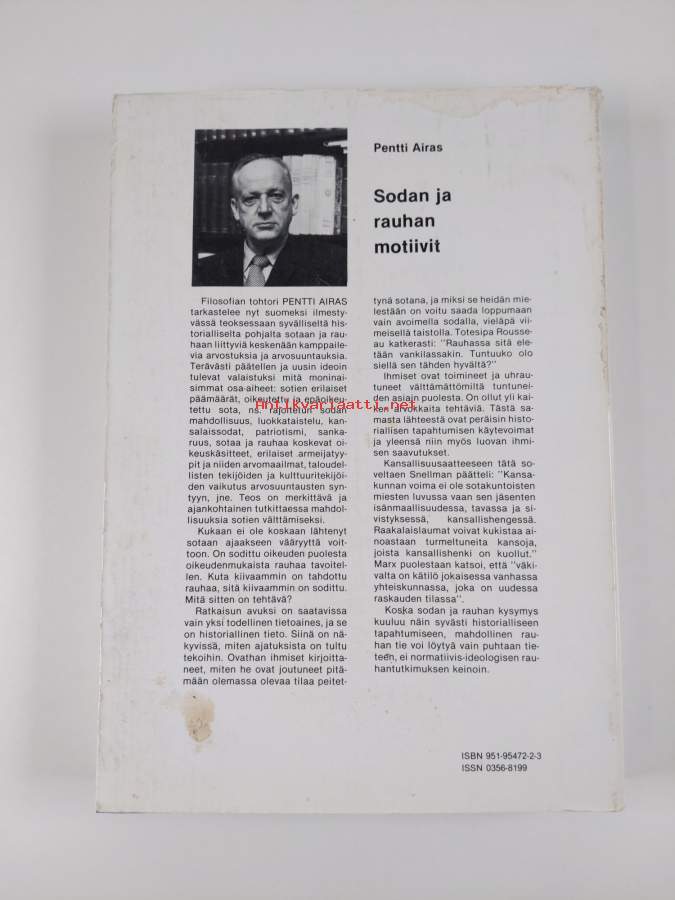 Pentti Airas
Sodan ja
rauhan
motiivit
Filosofian tohtori PENTTI AIRAS
tarkastelee nyt suomeksi ilmesty-
vässä teoksessaan syvälliseltä his-
torialliselta pohjalta sotaan ja rau-
haan liittyviä keskenään kamppaile-
via arvostuksia ja arvosuuntauksia.
Terävästi päätellen ja uusin ideoin
tulevat valaistuksi mitä moninai-
simmat osa-aiheet: sotien erilaiset
päämäärät, oikeutettu ja epäoikeu-
tettu sota, ns. rajoitetun sodan
mahdollisuus, luokkataistelu, kan-
salaissodat, patriotismi, sanka-
ruus, sotaa ja rauhaa koskevat oi-
keuskäsitteet, erilaiset armeijatyy-
pit ja niiden arvomaailmat, taloudel-
listen tekijöiden ja kulttuuritekijöi-
den vaikutus arvosuuntausten syn-
tyyn, jne. Teos on merkittävä ja
ajankohtainen tutkittaessa mahdol-
lisuuksia sotien välttämiseksi.
Kukaan ei ole koskaan lähtenyt
sotaan ajaakseen vääryyttä voit-
toon. On sodittu oikeuden puolesta
oikeudenmukaista rauhaa tavoitel-
len. Kuta kiivaammin on tahdottu
rauhaa, sitä kiivaammin on sodittu.
Mitä sitten on tehtävä?
Ratkaisun avuksi on saatavissa
vain yksi todellinen tietoaines, ja se
on historiallinen tieto. Siinä on nä-
kyvissä, miten ajatuksista on tultu
tekoihin. Ovathan ihmiset kirjoitta-
neet, miten he ovat joutuneet pitä-
mään olemassa olevaa tilaa peitet-
tynä sotana, ja miksi se heidän mie-
lestään on voitu saada loppumaan
vain avoimella sodalla, vieläpä vii-
meisellä taistolla. Totesipa Rousse-
au katkerasti: ''Rauhassa sitä ele-
tään vankilassakin. Tuntuuko olo
siellä sen tähden hyvältä?''
Ihmiset ovat toimineet ja uhrau-
tuneet välttämättömiltä tuntunei-
den asiain puolesta. On ollut yli kai-
ken arvokkaita tehtäviä. Tästä sa-
masta lähteestä ovat peräisin histo-
riallisen tapahtumisen käytevoimat
ja yleensä niin myös luovan ihmi-
sen saavutukset.
Kansallisuusaatteeseen tätä so-
veltaen Snellman päätteli: ''Kansa-
kunnan voima ei ole sotakuntoisten
miesten luvussa vaan sen jäsenten
isänmaallisuudessa, tavassa ja si-
vistyksessä, kansallishengessä.
Raakalaislaumat voivat kukistaa ai-
noastaan turmeltuneita kansoja,
joista kansallishenki on kuollut.''
Marx puolestaan katsoi, että ''väki-
valta on kätilö jokaisessa vanhassa
yhteiskunnassa, joka on uudessa
raskauden tilassa''.
Koska sodan ja rauhan kysymys
kuuluu näin syvästi historialliseen
tapahtumiseen, mahdollinen rau-
han tie voi löytyä vain puhtaan tie-
teen, ei normatiivis-ideologisen rau-
hantutkimuksen keinoin.
ISBN 951-95472-2-3
ISSN 0356-8199
Antikvariaatti.net